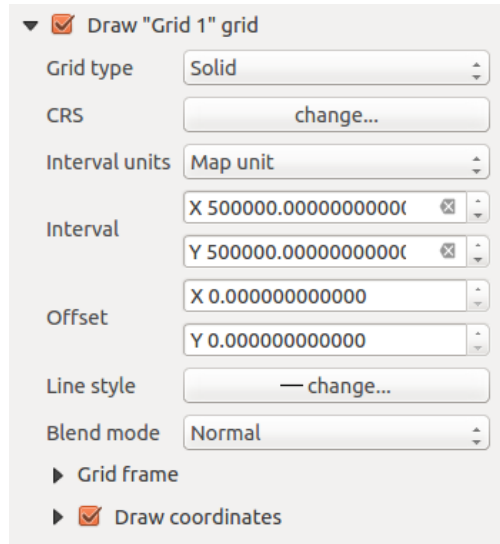 Draw "Grid 1" grid
Grid type Solid
CRS change...
Interval units Map unit
Interval
X 500000.0000000000
Y 500000.0000000000
Offset
X 0.000000000000
Y 0.000000000000
Line style change...
Blend mode Normal
Grid frame
Draw coordinates